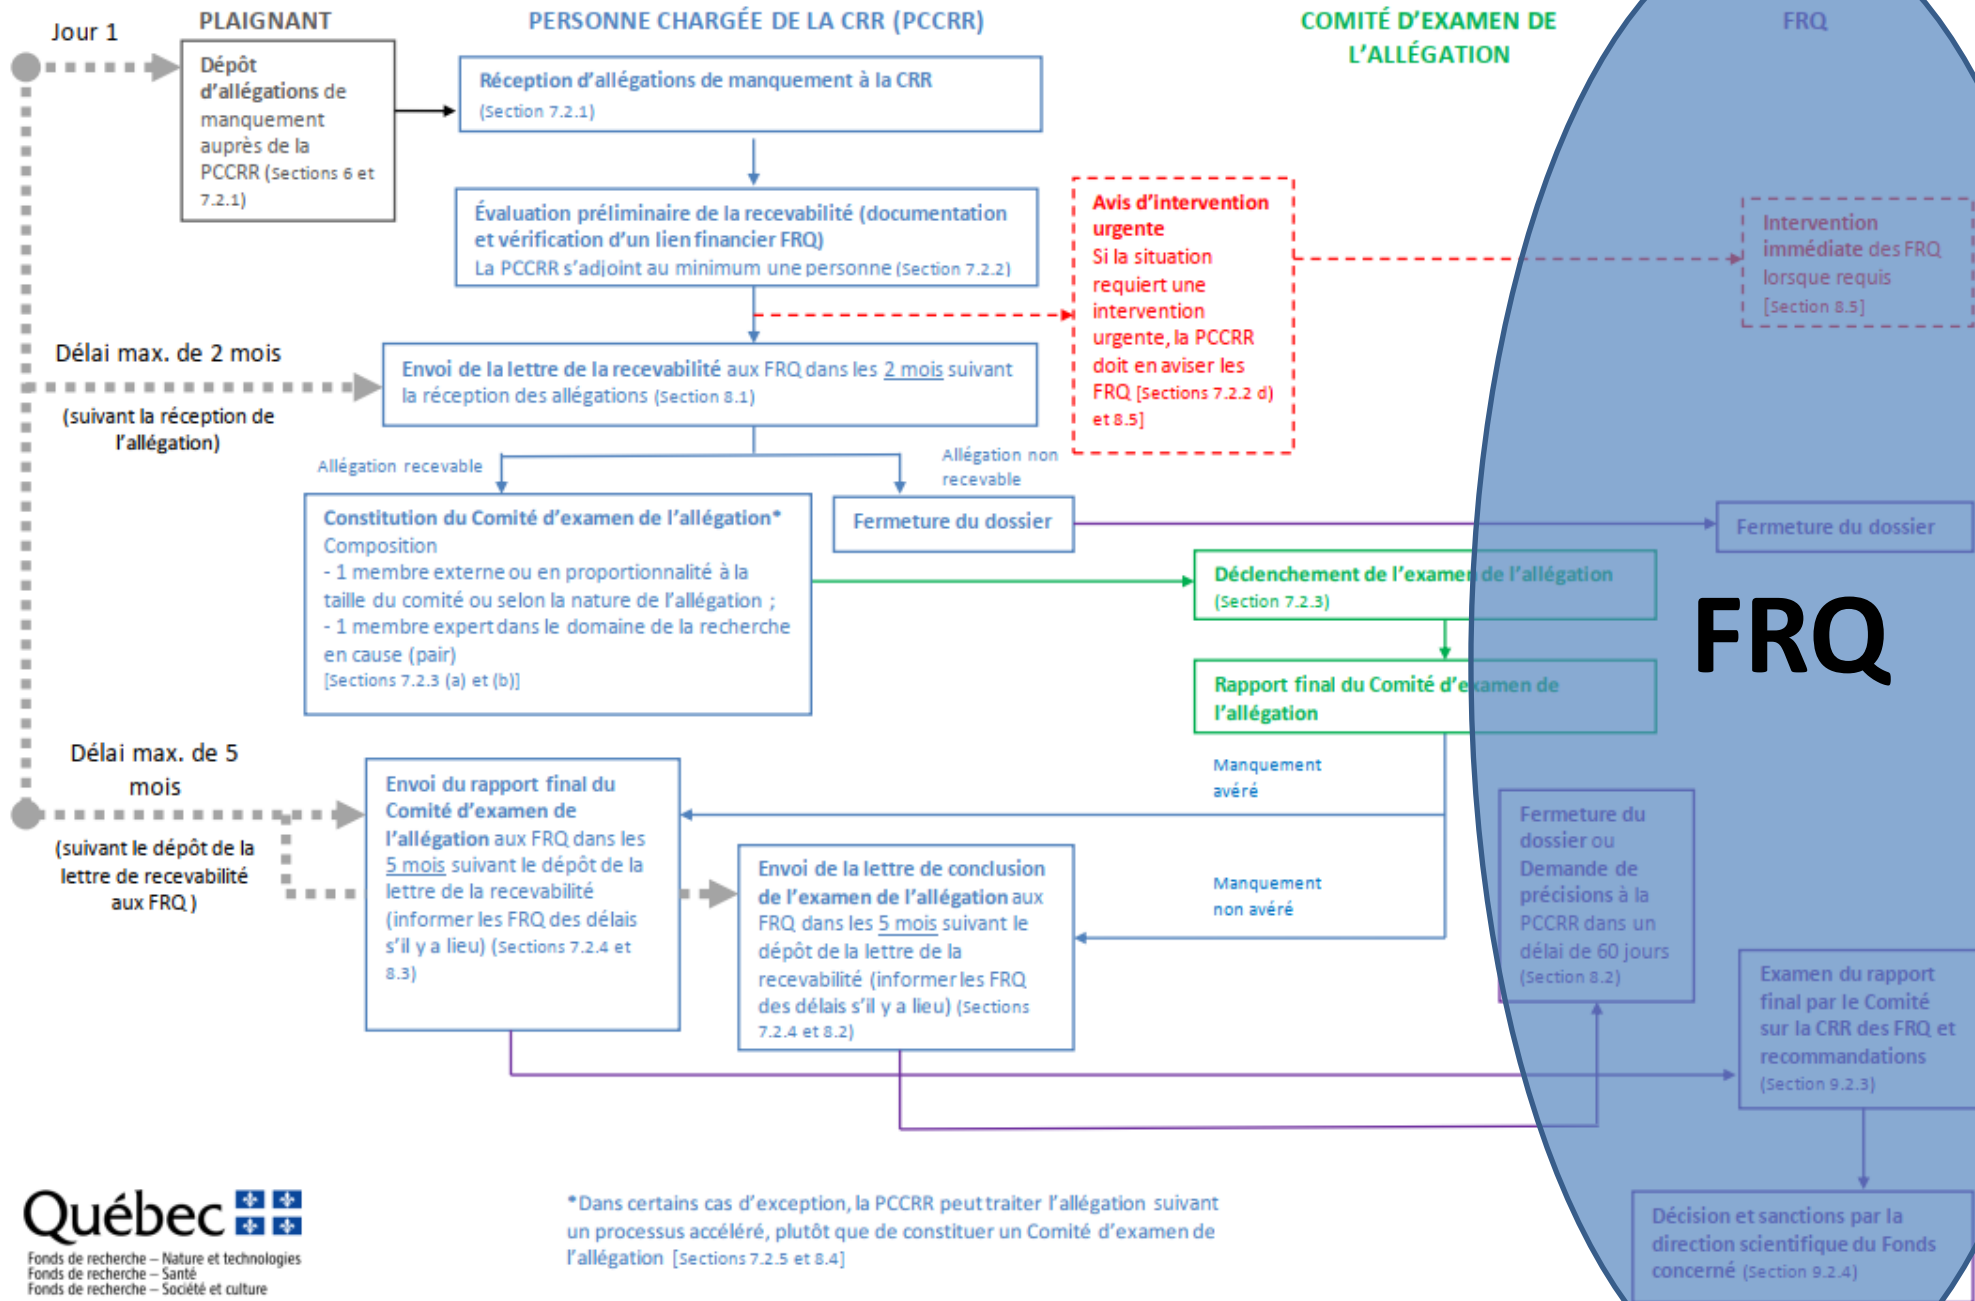 Jour 1
PLAIGNANT
PERSONNE CHARGÉE DE LA CRR (PCCRR)
COMITÉ D'EXAMEN DE
L'ALLÉGATION
FRQ
Dépôt
d'allégations de
manquement
auprès de la
PCCRR (Sections 6 et
7.2.1)
Réception d'allégations de manquement à la CRR
(Section 7.2.1)
Évaluation préliminaire de la recevabilité (documentation
et vérification d'un lien financier FRQ)
La PCCRR s'adjoint au minimum une personne (Section 7.2.2)
Avis d'intervention
urgente
Si la situation
requiert une
intervention
urgente, la PCCRR
doit en aviser les
FRQ [Sections 7.2.2 d)
et 8.5]
Intervention
immédiate des FRQ
lorsque requis
[Section 8.5]
Délai max. de 2 mois
(suivant la réception de
l'allégation)
Envoi de la lettre de la recevabilité aux FRQ dans les 2 mois suivant
la réception des allégations (Section 8.1)
Allégation recevable
Allégation non
recevable
Constitution du Comité d'examen de l'allégation*
Composition
- 1 membre externe ou en proportionnalité à la
taille du comité ou selon la nature de l'allégation ;
- 1 membre expert dans le domaine de la recherche
en cause (pair)
[Sections 7.2.3 (a) et (b)]
Fermeture du dossier
Fermeture du dossier
Déclenchement de l'examen de l'allégation
(Section 7.2.3)
FRQ
Rapport final du Comité d'examen de
l'allégation
Délai max. de 5
mois
(suivant le dépôt de la
lettre de recevabilité
aux FRQ )
Envoi du rapport final du
Comité d'examen de
l'allégation aux FRQ dans les
5 mois suivant le dépôt de la
lettre de la recevabilité
(informer les FRQ des délais
s'il y a lieu) (Sections 7.2.4 et
8.3)
Manquement
avéré
Envoi de la lettre de conclusion
de l'examen de l'allégation aux
FRQ dans les 5 mois suivant le
dépôt de la lettre de la
recevabilité (informer les FRQ
des délais s'il y a lieu) (Sections
7.2.4 et 8.2)
Manquement
non avéré
Fermeture du
dossier ou
Demande de
précisions à la
PCCRR dans un
délai de 60 jours
(Section 8.2)
Examen du rapport
final par le Comité
sur la CRR des FRQ et
recommandations
(Section 9.2.3)
Décision et sanctions par la
direction scientifique du Fonds
concerné (Section 9.2.4)
*Dans certains cas d'exception, la PCCRR peut traiter l'allégation suivant
un processus accéléré, plutôt que de constituer un Comité d'examen de
l'allégation [Sections 7.2.5 et 8.4]
Québec
Fonds de recherche – Nature et technologies
Fonds de recherche – Santé
Fonds de recherche – Société et culture